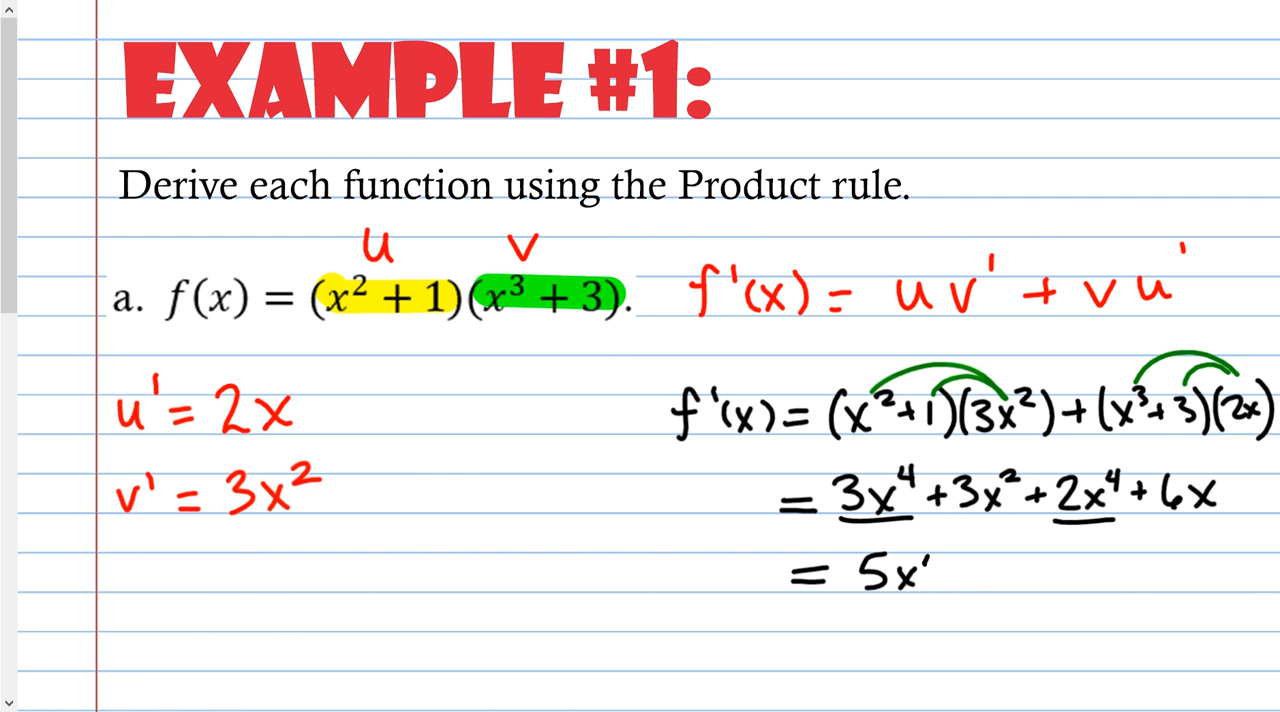 EXAMPLE #1:
Derive each function using the Product rule.
u v
a. f(x) = (x² + 1)(x³ + 3). f'(x) = uv' + vu'
u' = 2x
f'(x) = (x²+1)(3x²)+(x³+3)(2x)
v' = 3x²
= 3x⁴+3x²+2x⁴+6x
= 5x'